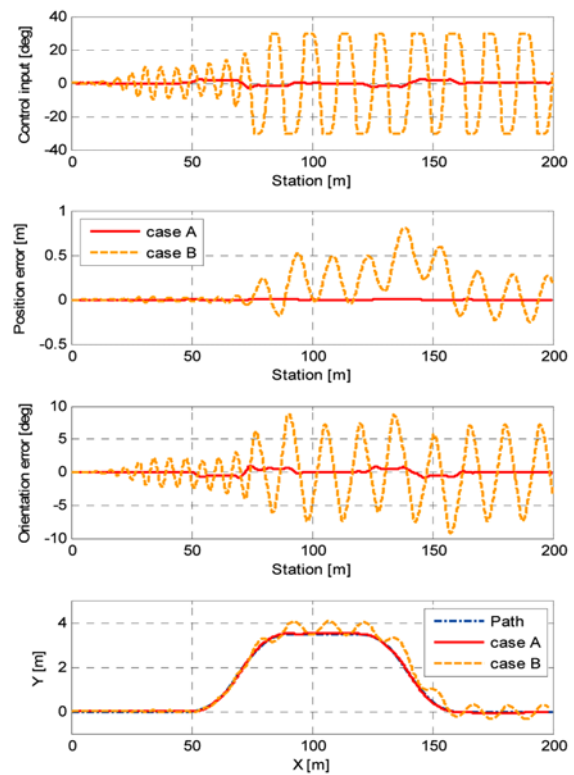 Control input [deg]
40
20
0
-20
-40
0
50
100
150
200
Station [m]
Position error [m]
1
0.5
0
-0.5
case A
case B
0
50
100
150
200
Station [m]
Orientation error [deg]
10
5
0
-5
-10
0
50
100
150
200
Station [m]
Y [m]
4
2
0
Path
case A
case B
0
50
100
150
200
X [m]